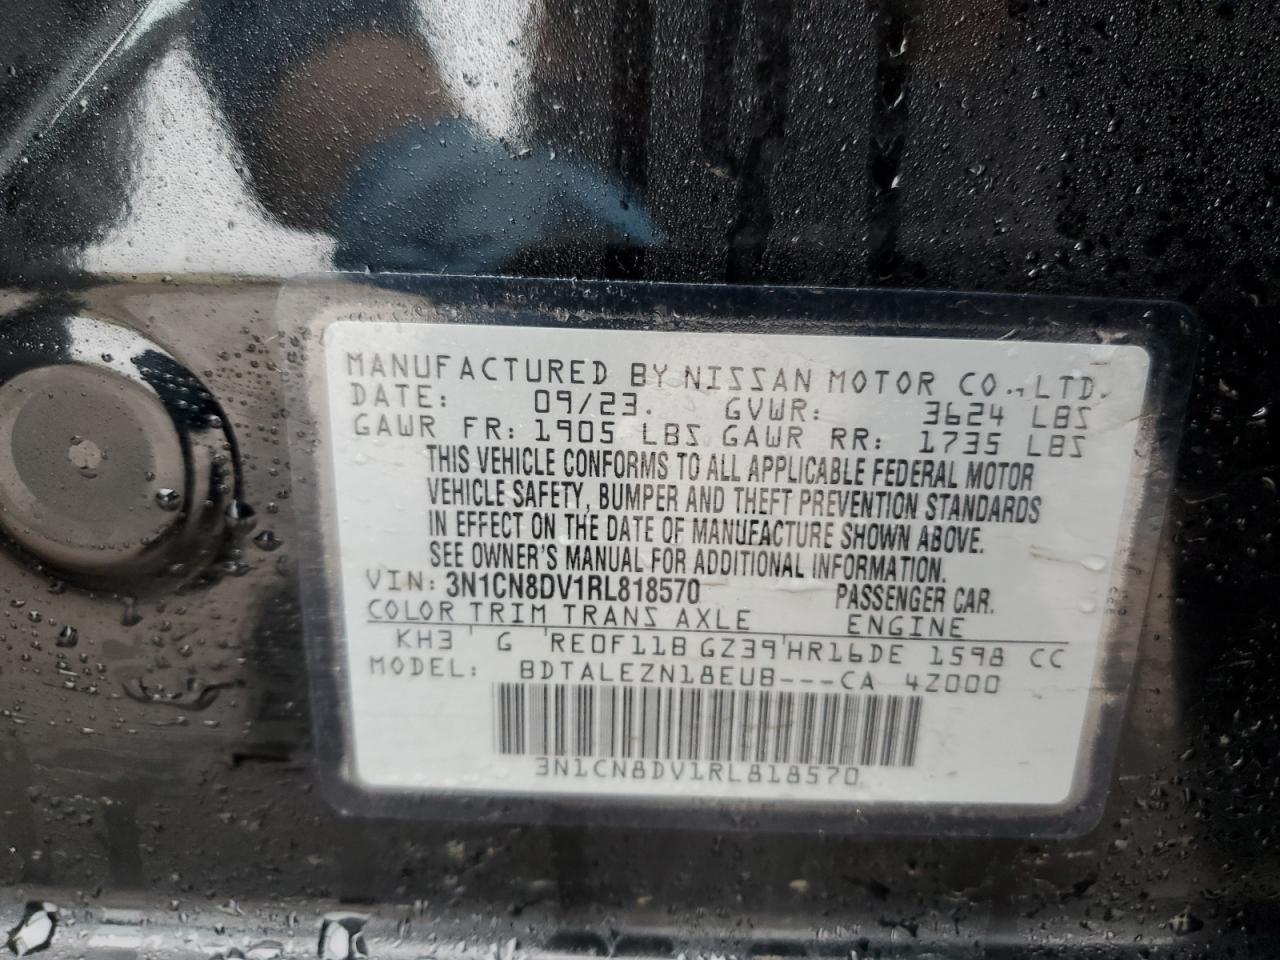 MANUFACTURED BY NISSAN MOTOR CO., LTD.
DATE: 09/23. GVWR: 3624 LBS
GAWR FR: 1905 LBS GAWR RR: 1735 LBS
THIS VEHICLE CONFORMS TO ALL APPLICABLE FEDERAL MOTOR
VEHICLE SAFETY, BUMPER AND THEFT PREVENTION STANDARDS
IN EFFECT ON THE DATE OF MANUFACTURE SHOWN ABOVE.
SEE OWNER'S MANUAL FOR ADDITIONAL INFORMATION.
VIN: 3N1CN8DV1RL818570 PASSENGER CAR.
COLOR TRIM TRANS AXLE ENGINE
KH3 ' G 'RE0F11B GZ39'HR16DE 1598 CC
MODEL: BDTALEZN18EUB---CA 4Z000
3N1CN8DV1RL818570